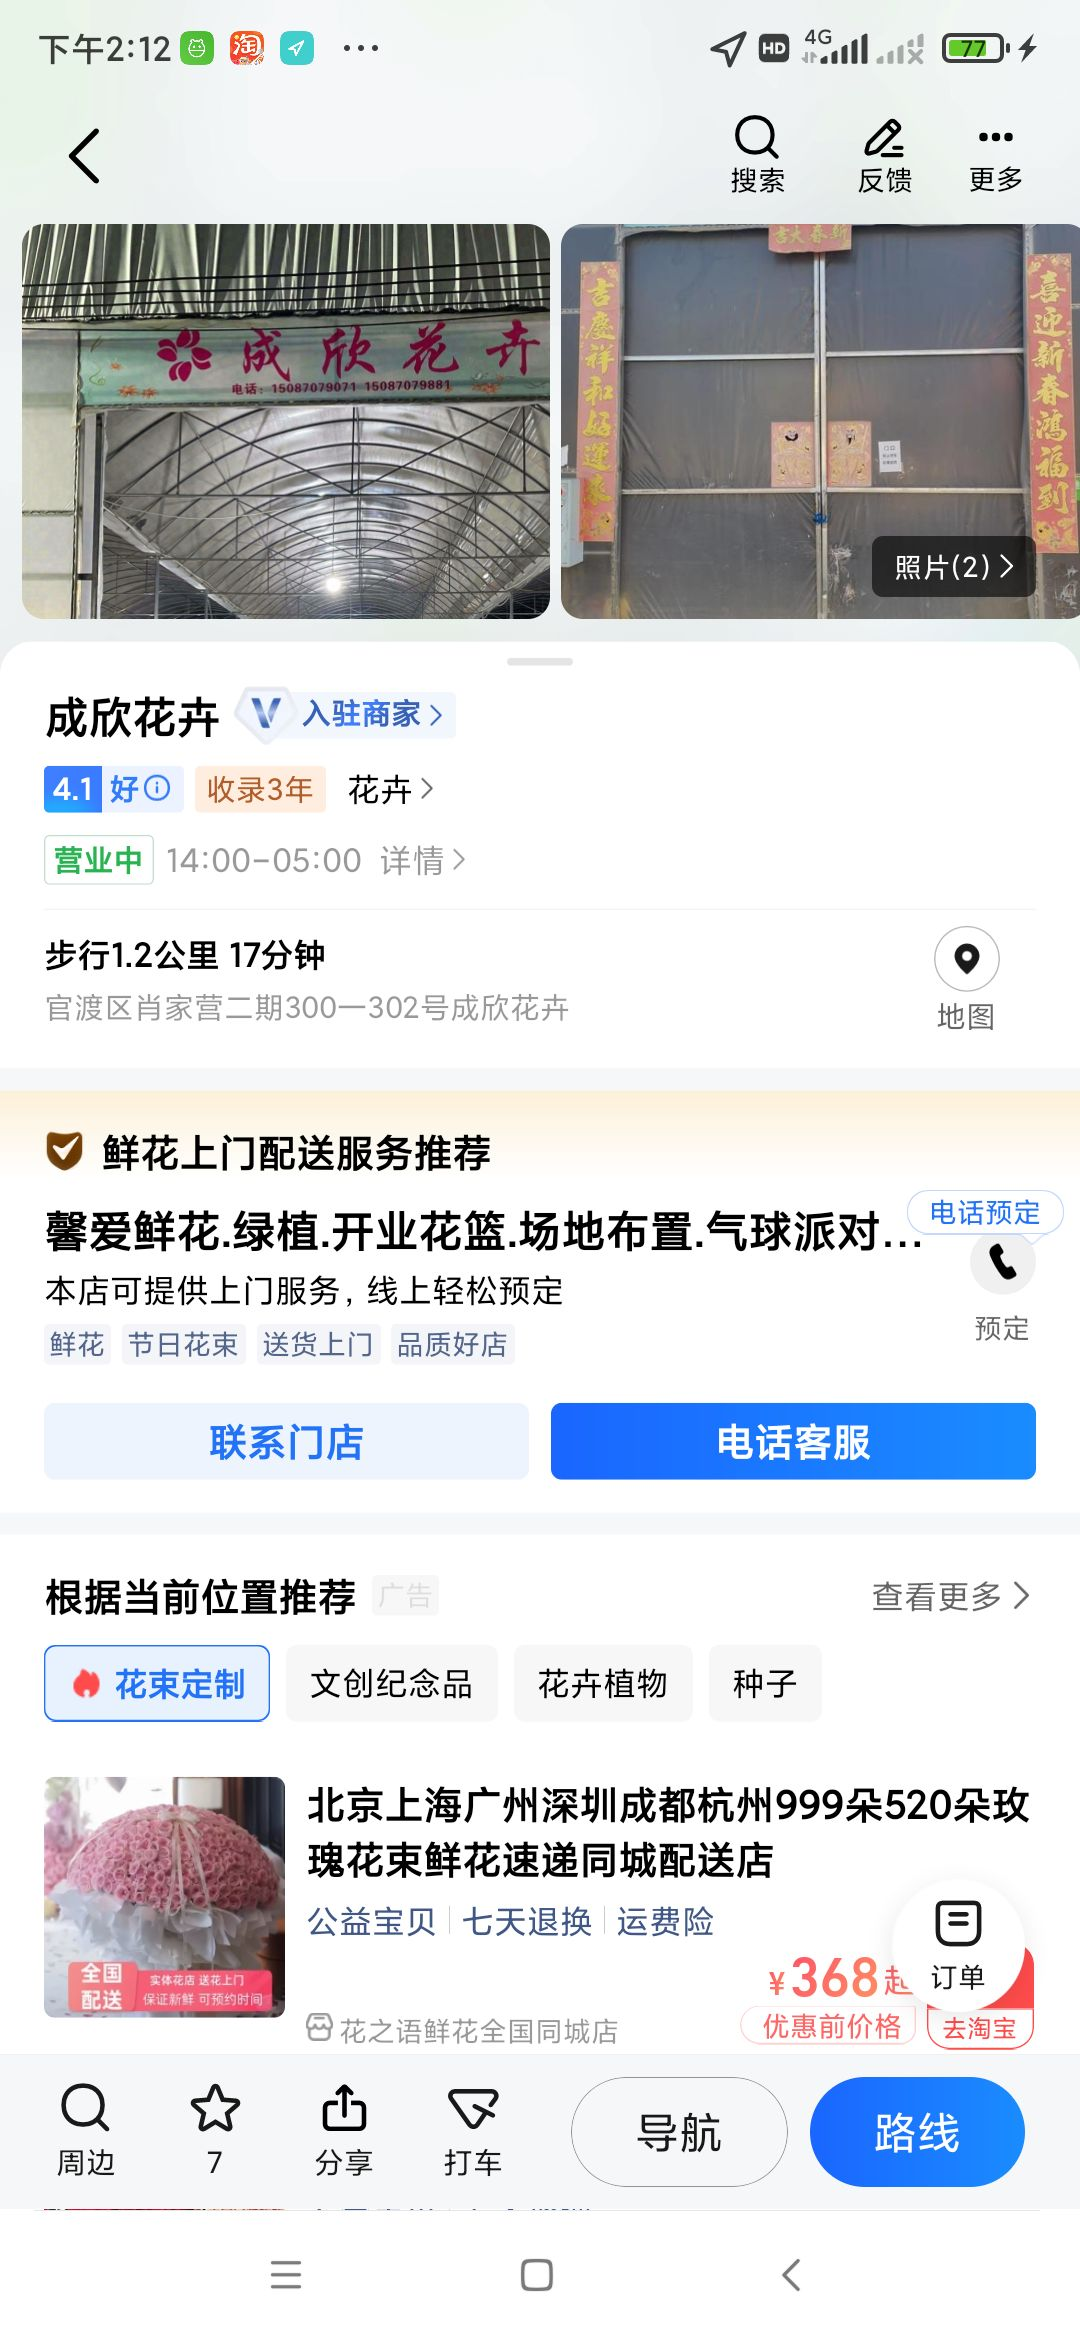 下午2:12
淘
HD
4G
77
搜索
反馈
更多
成欣花卉
电话：15087079071 15087079881
新春大吉
吉慶祥和好運來
喜迎新春鴻福到
照片(2)
成欣花卉
入驻商家
4.1 好
收录3年
花卉
营业中 14:00-05:00 详情
步行1.2公里 17分钟
官渡区肖家营二期300一302号成欣花卉
地图
鲜花上门配送服务推荐
馨爱鲜花.绿植.开业花篮.场地布置.气球派对...
电话预定
本店可提供上门服务, 线上轻松预定
预定
鲜花 节日花束 送货上门 品质好店
联系门店
电话客服
根据当前位置推荐
广告
查看更多
花束定制
文创纪念品
花卉植物
种子
北京上海广州深圳成都杭州999朵520朵玫
瑰花束鲜花速递同城配送店
公益宝贝 七天退换 运费险
全国
配送
实体花店 送花上门
保证新鲜 可预约时间
¥368起
优惠前价格
去淘宝
花之语鲜花全国同城店
订单
周边
7
分享
打车
导航
路线